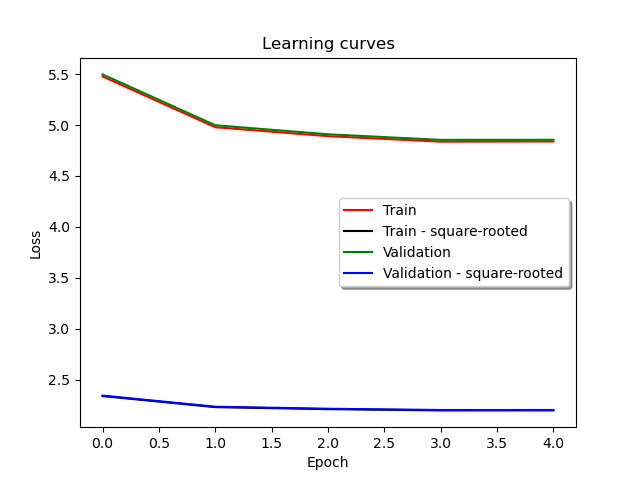 Learning curves
5.5
5.0
4.5
4.0
3.5
3.0
2.5
Loss
Train
Train - square-rooted
Validation
Validation - square-rooted
0.0 0.5 1.0 1.5 2.0 2.5 3.0 3.5 4.0
Epoch